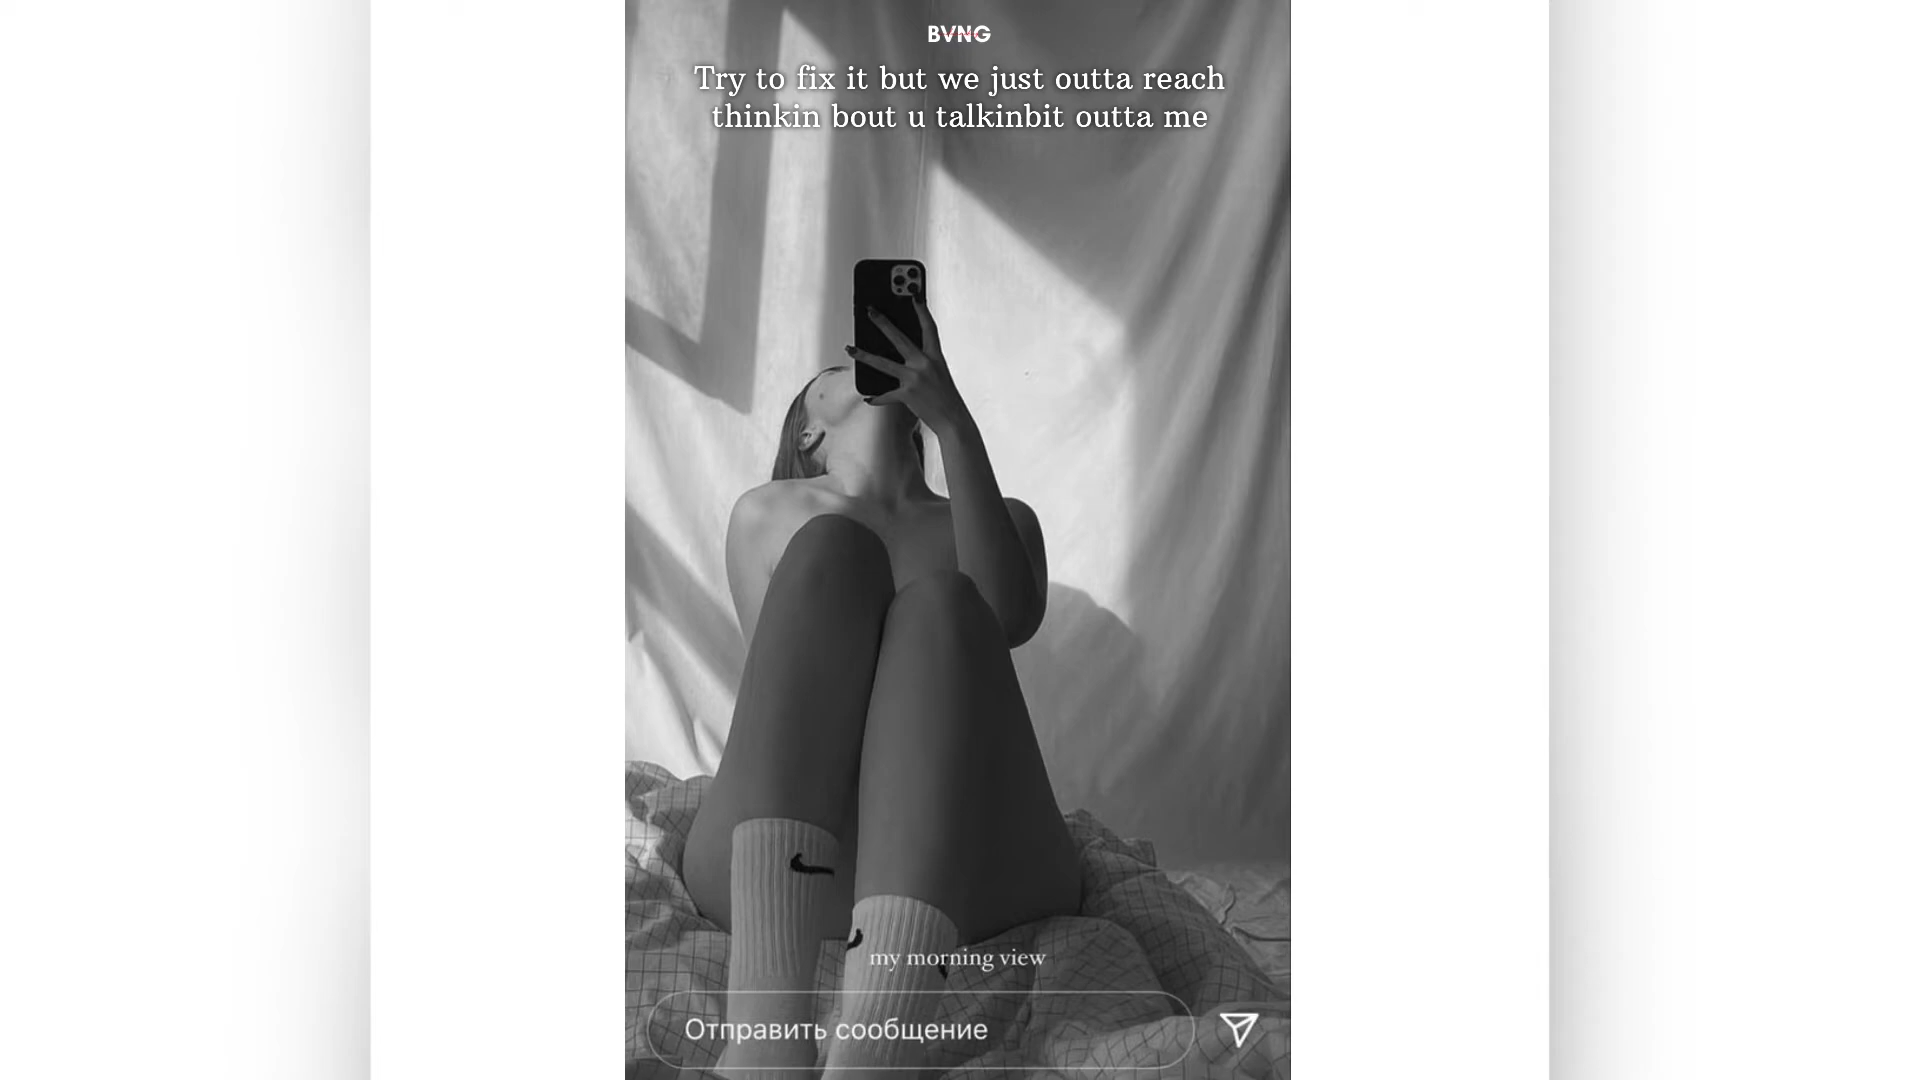 BVNG
Try to fix it but we just outta reach
thinkin bout u talkinbit outta me
my morning view
Отправить сообщение